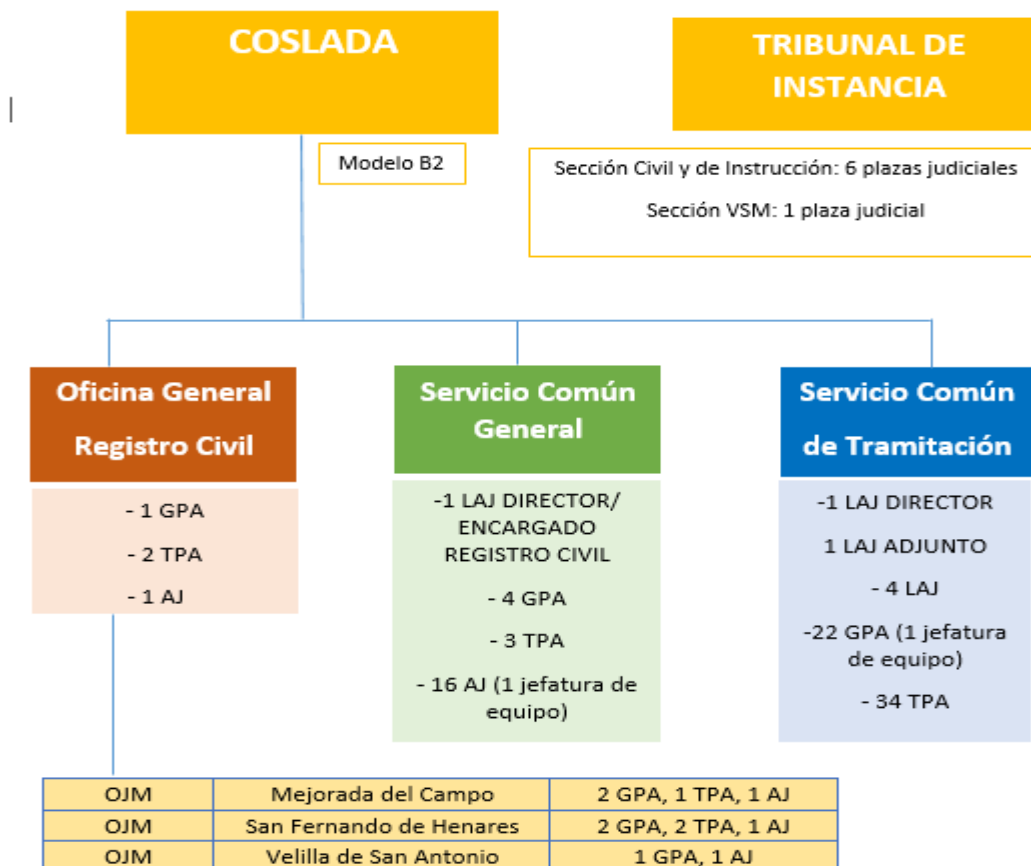 COSLADA
TRIBUNAL DE
INSTANCIA
Modelo B2
Sección Civil y de Instrucción: 6 plazas judiciales
Sección VSM: 1 plaza judicial
Oficina General
Registro Civil
- 1 GPA
- 2 TPA
- 1 AJ
Servicio Común
General
-1 LAJ DIRECTOR/
ENCARGADO
REGISTRO CIVIL
- 4 GPA
- 3 TPA
- 16 AJ (1 jefatura de
equipo)
Servicio Común
de Tramitación
-1 LAJ DIRECTOR
1 LAJ ADJUNTO
- 4 LAJ
-22 GPA (1 jefatura
de equipo)
- 34 TPA
OJM Mejorada del Campo 2 GPA, 1 TPA, 1 AJ
OJM San Fernando de Henares 2 GPA, 2 TPA, 1 AJ
OJM Velilla de San Antonio 1 GPA, 1 AJ